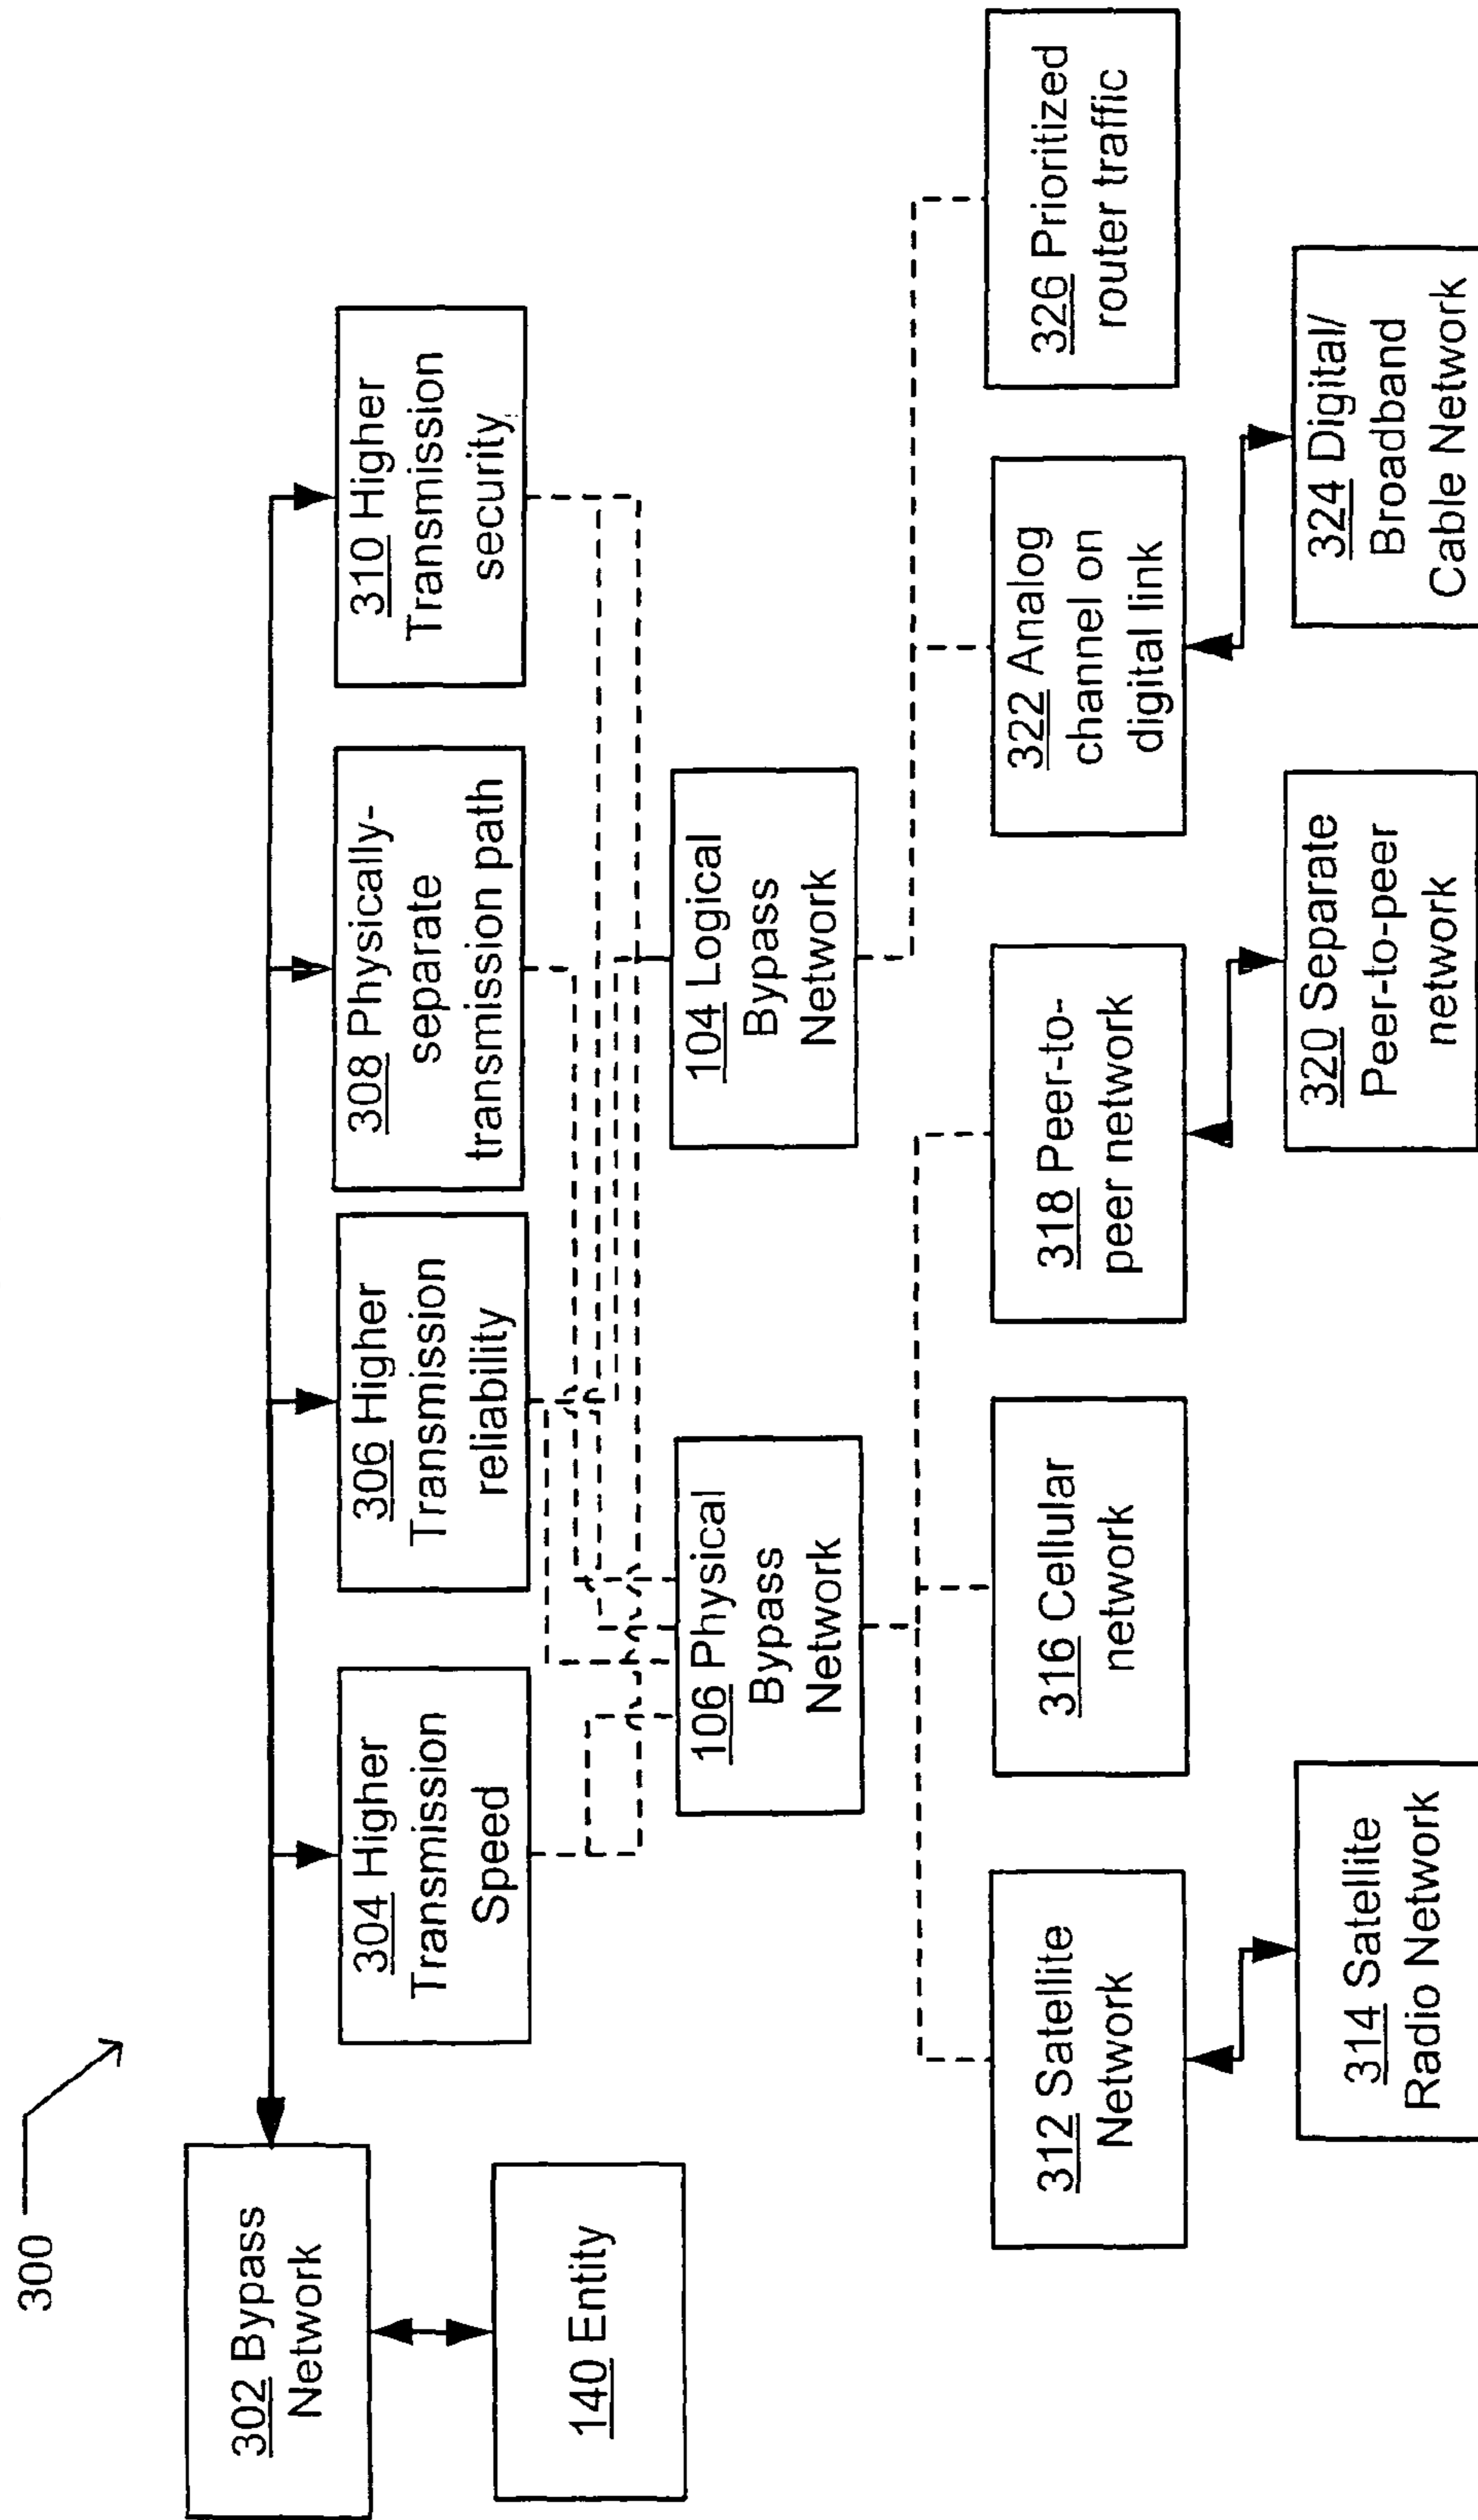 300
302 Bypass
Network
140 Entity
304 Higher
Transmission
Speed
306 Higher
Transmission
reliability
308 Physically-
separate
transmission path
310 Higher
Transmission
security
106 Physical
Bypass
Network
104 Logical
Bypass
Network
312 Satellite
Network
316 Cellular
network
318 Peer-to-
peer network
322 Analog
channel on
digital link
326 Prioritized
router traffic
314 Satellite
Radio Network
320 Separate
Peer-to-peer
network
324 Digital/
Broadband
Cable Network